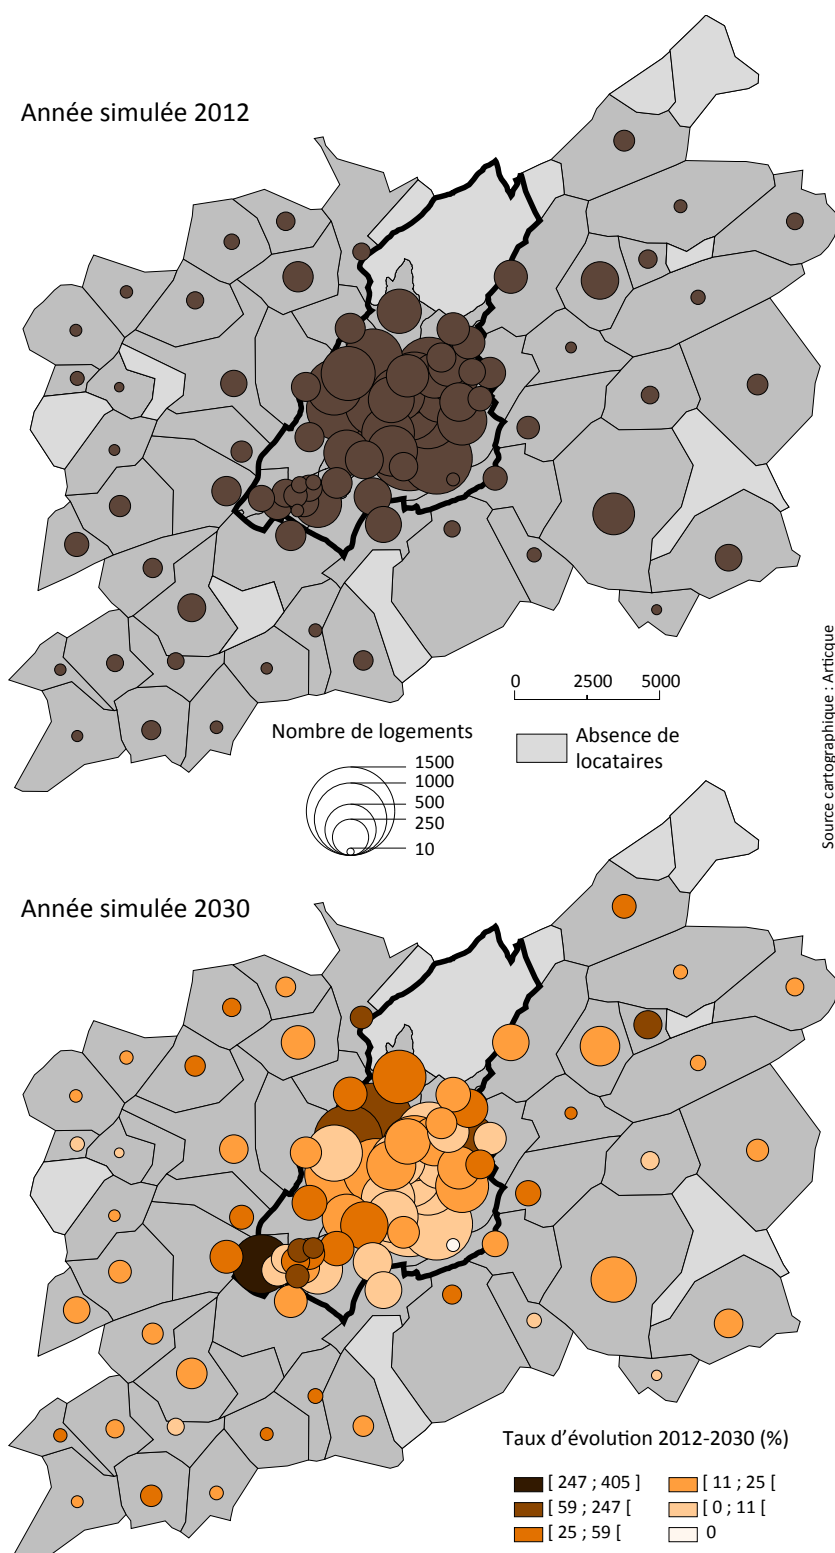 Année simulée 2012
0 2500 5000
Absence de
locataires
Nombre de logements
1500
1000
500
250
10
Source cartographique : Articque
Année simulée 2030
Taux d’évolution 2012-2030 (%)
[ 247 ; 405 ]
[ 59 ; 247 [
[ 25 ; 59 [
[ 11 ; 25 [
[ 0 ; 11 [
0